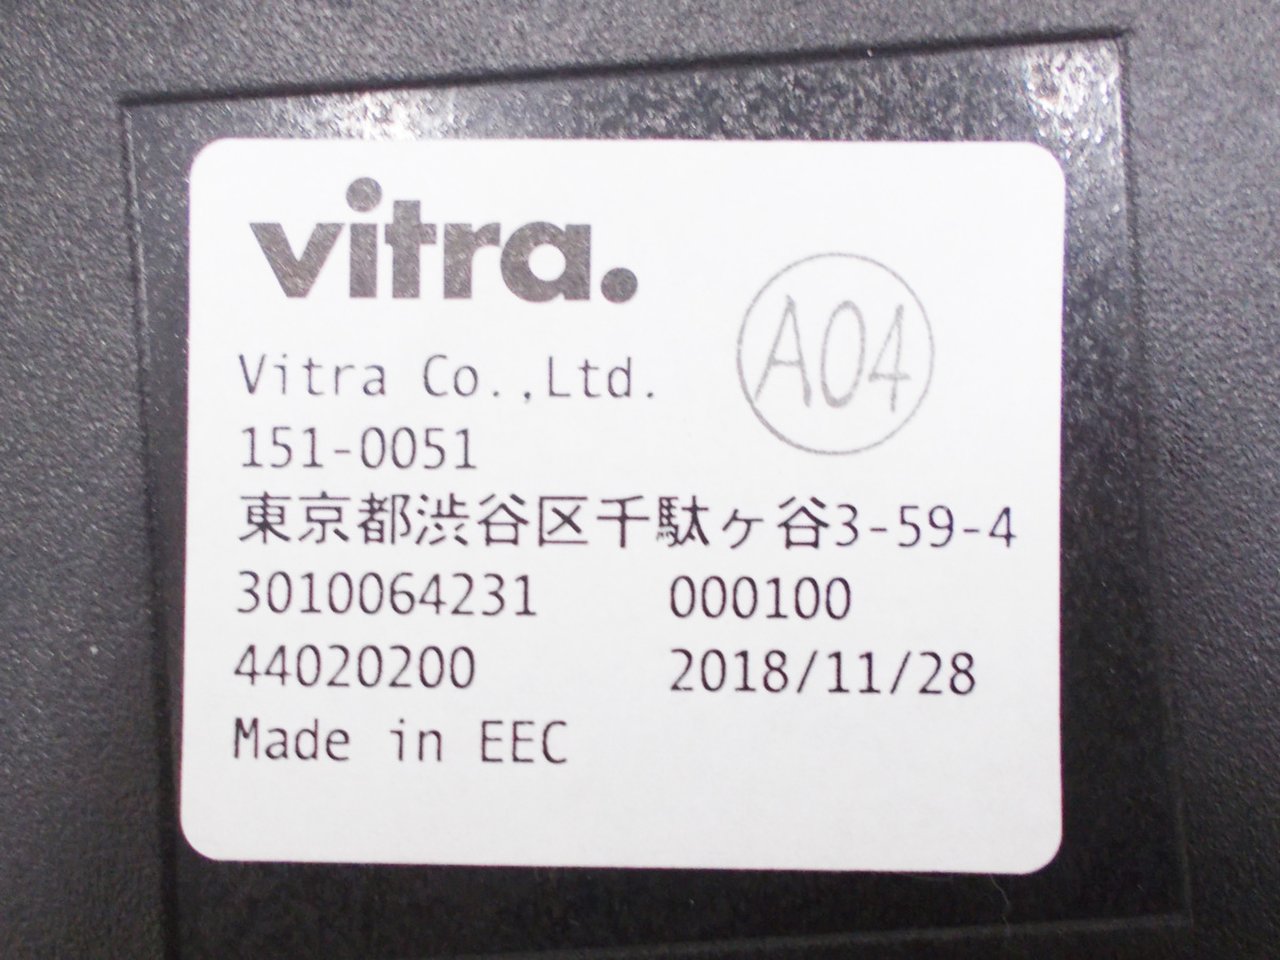 vitra.
A04
Vitra Co.,Ltd.
151-0051
東京都渋谷区千駄ヶ谷3-59-4
3010064231 000100
44020200 2018/11/28
Made in EEC